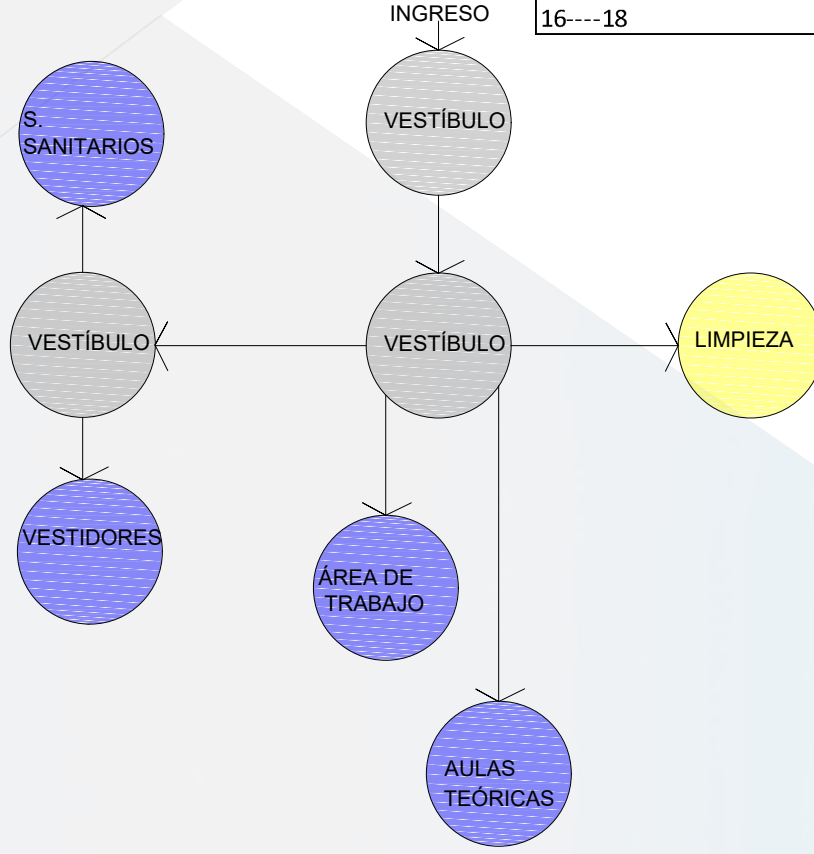 INGRESO
16----18
VESTÍBULO
S.
SANITARIOS
VESTÍBULO
VESTÍBULO
LIMPIEZA
VESTIDORES
ÁREA DE
TRABAJO
AULAS
TEÓRICAS